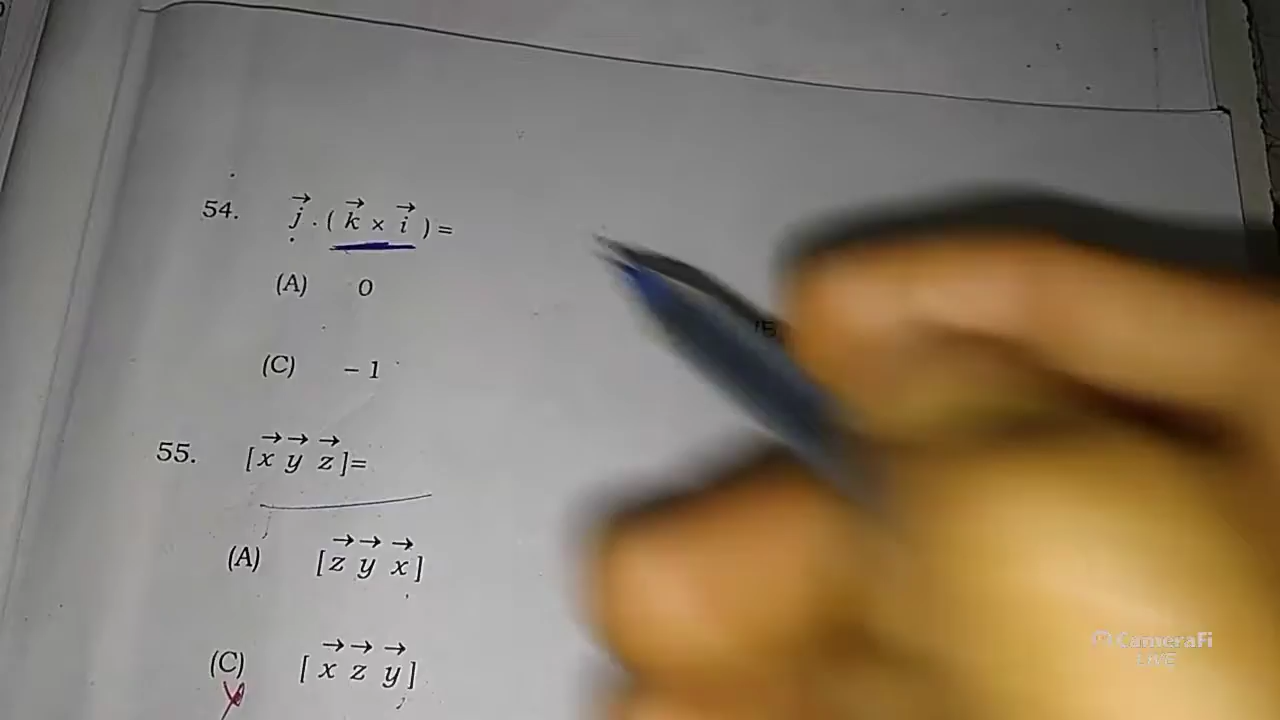 54. j⃗ · ( k⃗ × i⃗ ) =
(A) 0
(C) – 1
55. [ x⃗ y⃗ z⃗ ]=
(A) [ z⃗ y⃗ x⃗ ]
(C) [ x⃗ z⃗ y⃗ ]
CameraFi
LIVE